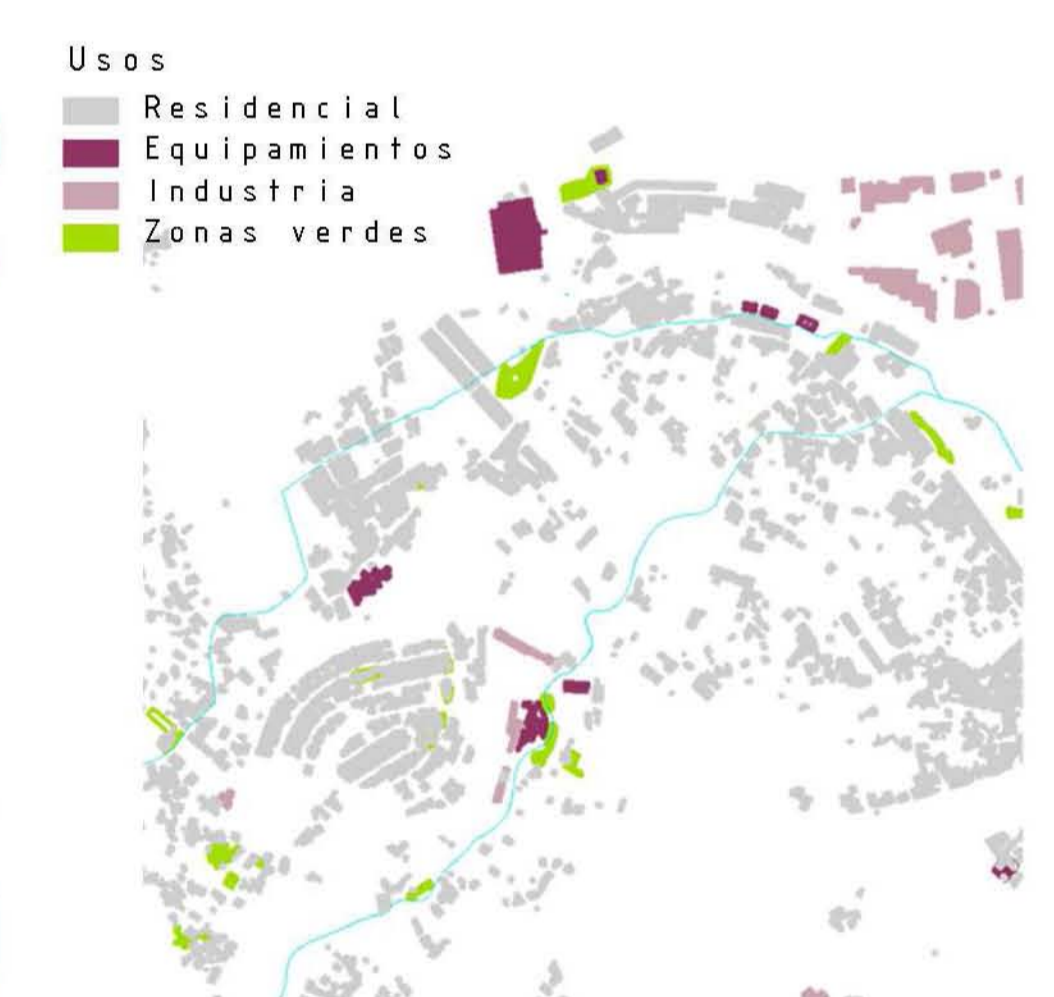 Usos
Residencial
Equipamientos
Industria
Zonas verdes